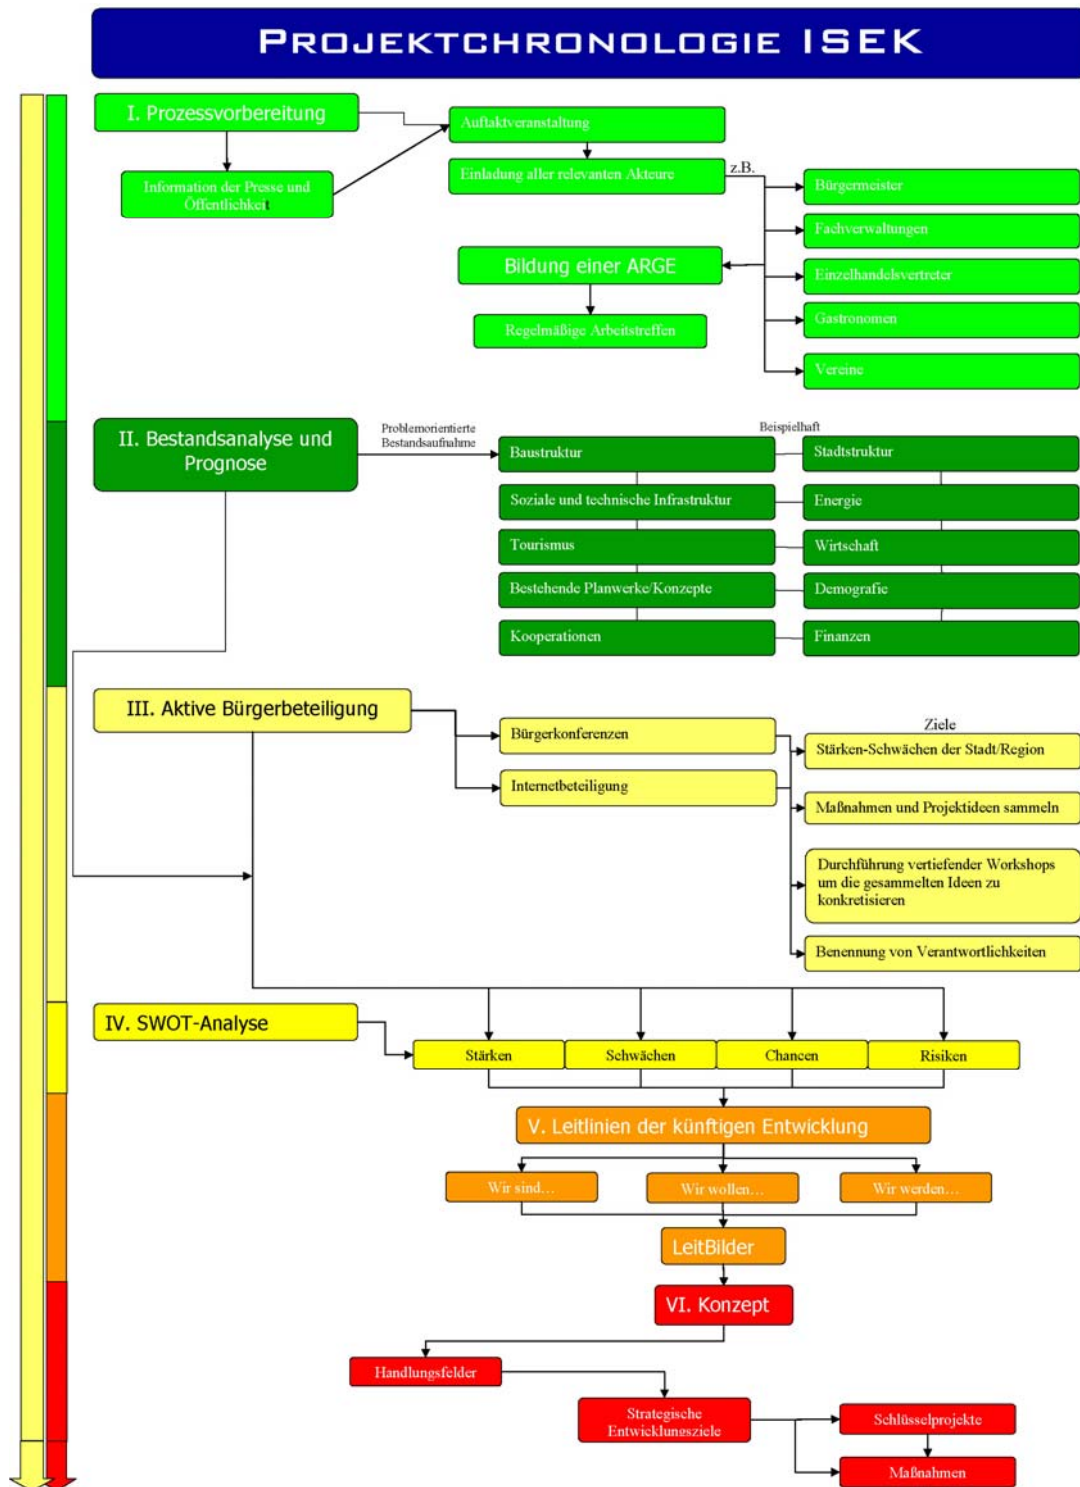 PROJEKTCHRONOLOGIE ISEK
I. Prozessvorbereitung
Auftaktveranstaltung
Information der Presse und
Öffentlichkeit
Einladung aller relevanten Akteure
z.B.
Bürgermeister
Fachverwaltungen
Bildung einer ARGE
Einzelhandelsvertreter
Regelmäßige Arbeitstreffen
Gastronomen
Vereine
II. Bestandsanalyse und
Prognose
Problemorientierte
Bestandsaufnahme
Beispielhaft
Baustruktur
Stadtstruktur
Soziale und technische Infrastruktur
Energie
Tourismus
Wirtschaft
Bestehende Planwerke/Konzepte
Demografie
Kooperationen
Finanzen
III. Aktive Bürgerbeteiligung
Bürgerkonferenzen
Internetbeteiligung
Ziele
Stärken-Schwächen der Stadt/Region
Maßnahmen und Projektideen sammeln
Durchführung vertiefender Workshops
um die gesammelten Ideen zu
konkretisieren
Benennung von Verantwortlichkeiten
IV. SWOT-Analyse
Stärken
Schwächen
Chancen
Risiken
V. Leitlinien der künftigen Entwicklung
Wir sind...
Wir wollen...
Wir werden...
LeitBilder
VI. Konzept
Handlungsfelder
Strategische
Entwicklungsziele
Schlüsselprojekte
Maßnahmen